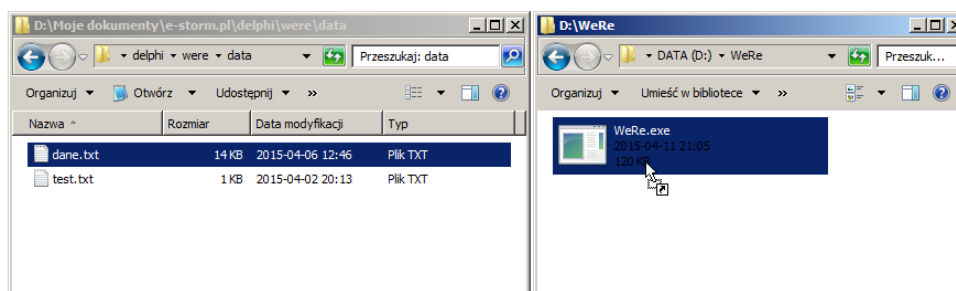 D:\Moje dokumenty\e-storm.pl\delphi\were\data
delphi were data
Przeszukaj: data
Organizuj Otwórz Udostępnij »
Nazwa Rozmiar Data modyfikacji Typ
dane.txt 14 KB 2015-04-06 12:46 Plik TXT
test.txt 1 KB 2015-04-02 20:13 Plik TXT
D:\WeRe
DATA (D:) WeRe
Przeszuk...
Organizuj Umieść w bibliotece »
WeRe.exe
2015-04-11 21:05
120 KB